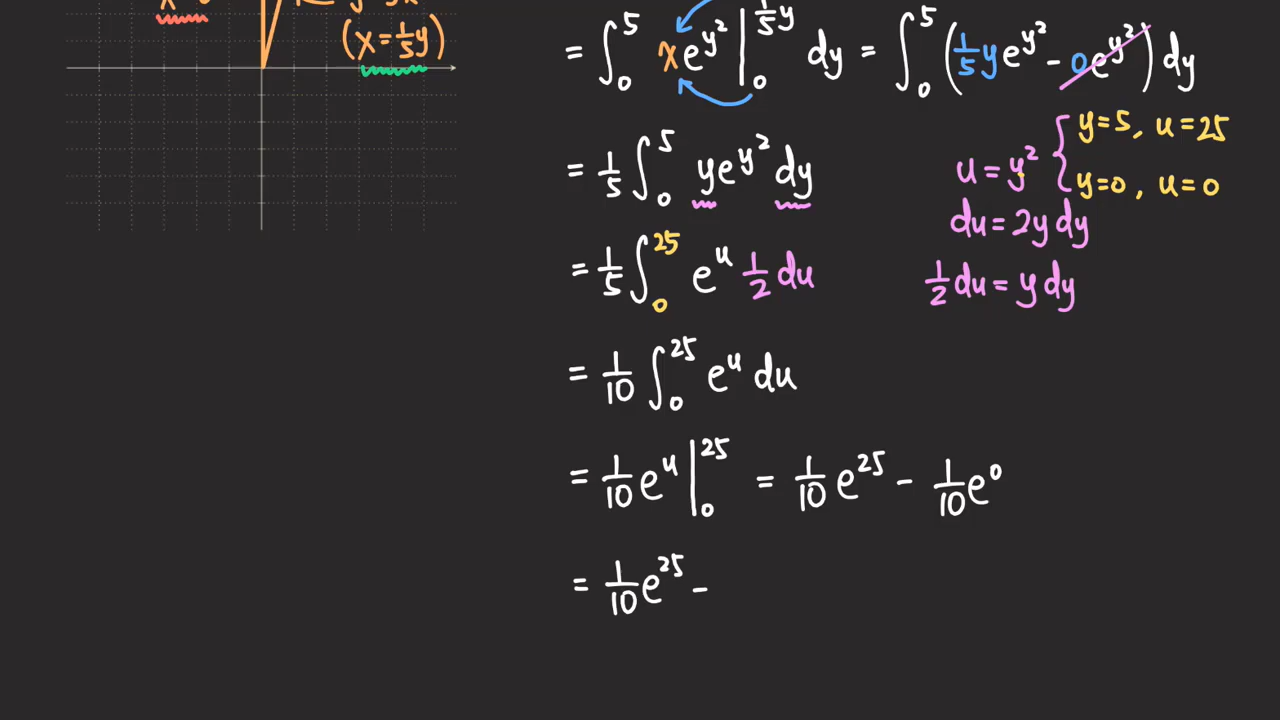 (x = 1/5 y)
= ∫₀⁵ xe^{y²} |₀^{1/5 y} dy = ∫₀⁵ (1/5 ye^{y²} - 0e^{y²}) dy
= 1/5 ∫₀⁵ ye^{y²} dy
u = y² { y=5, u=25
y=0, u=0
du = 2y dy
= 1/5 ∫₀²⁵ e^u 1/2 du
1/2 du = y dy
= 1/10 ∫₀²⁵ e^u du
= 1/10 e^u |₀²⁵ = 1/10 e²⁵ - 1/10 e⁰
= 1/10 e²⁵ -